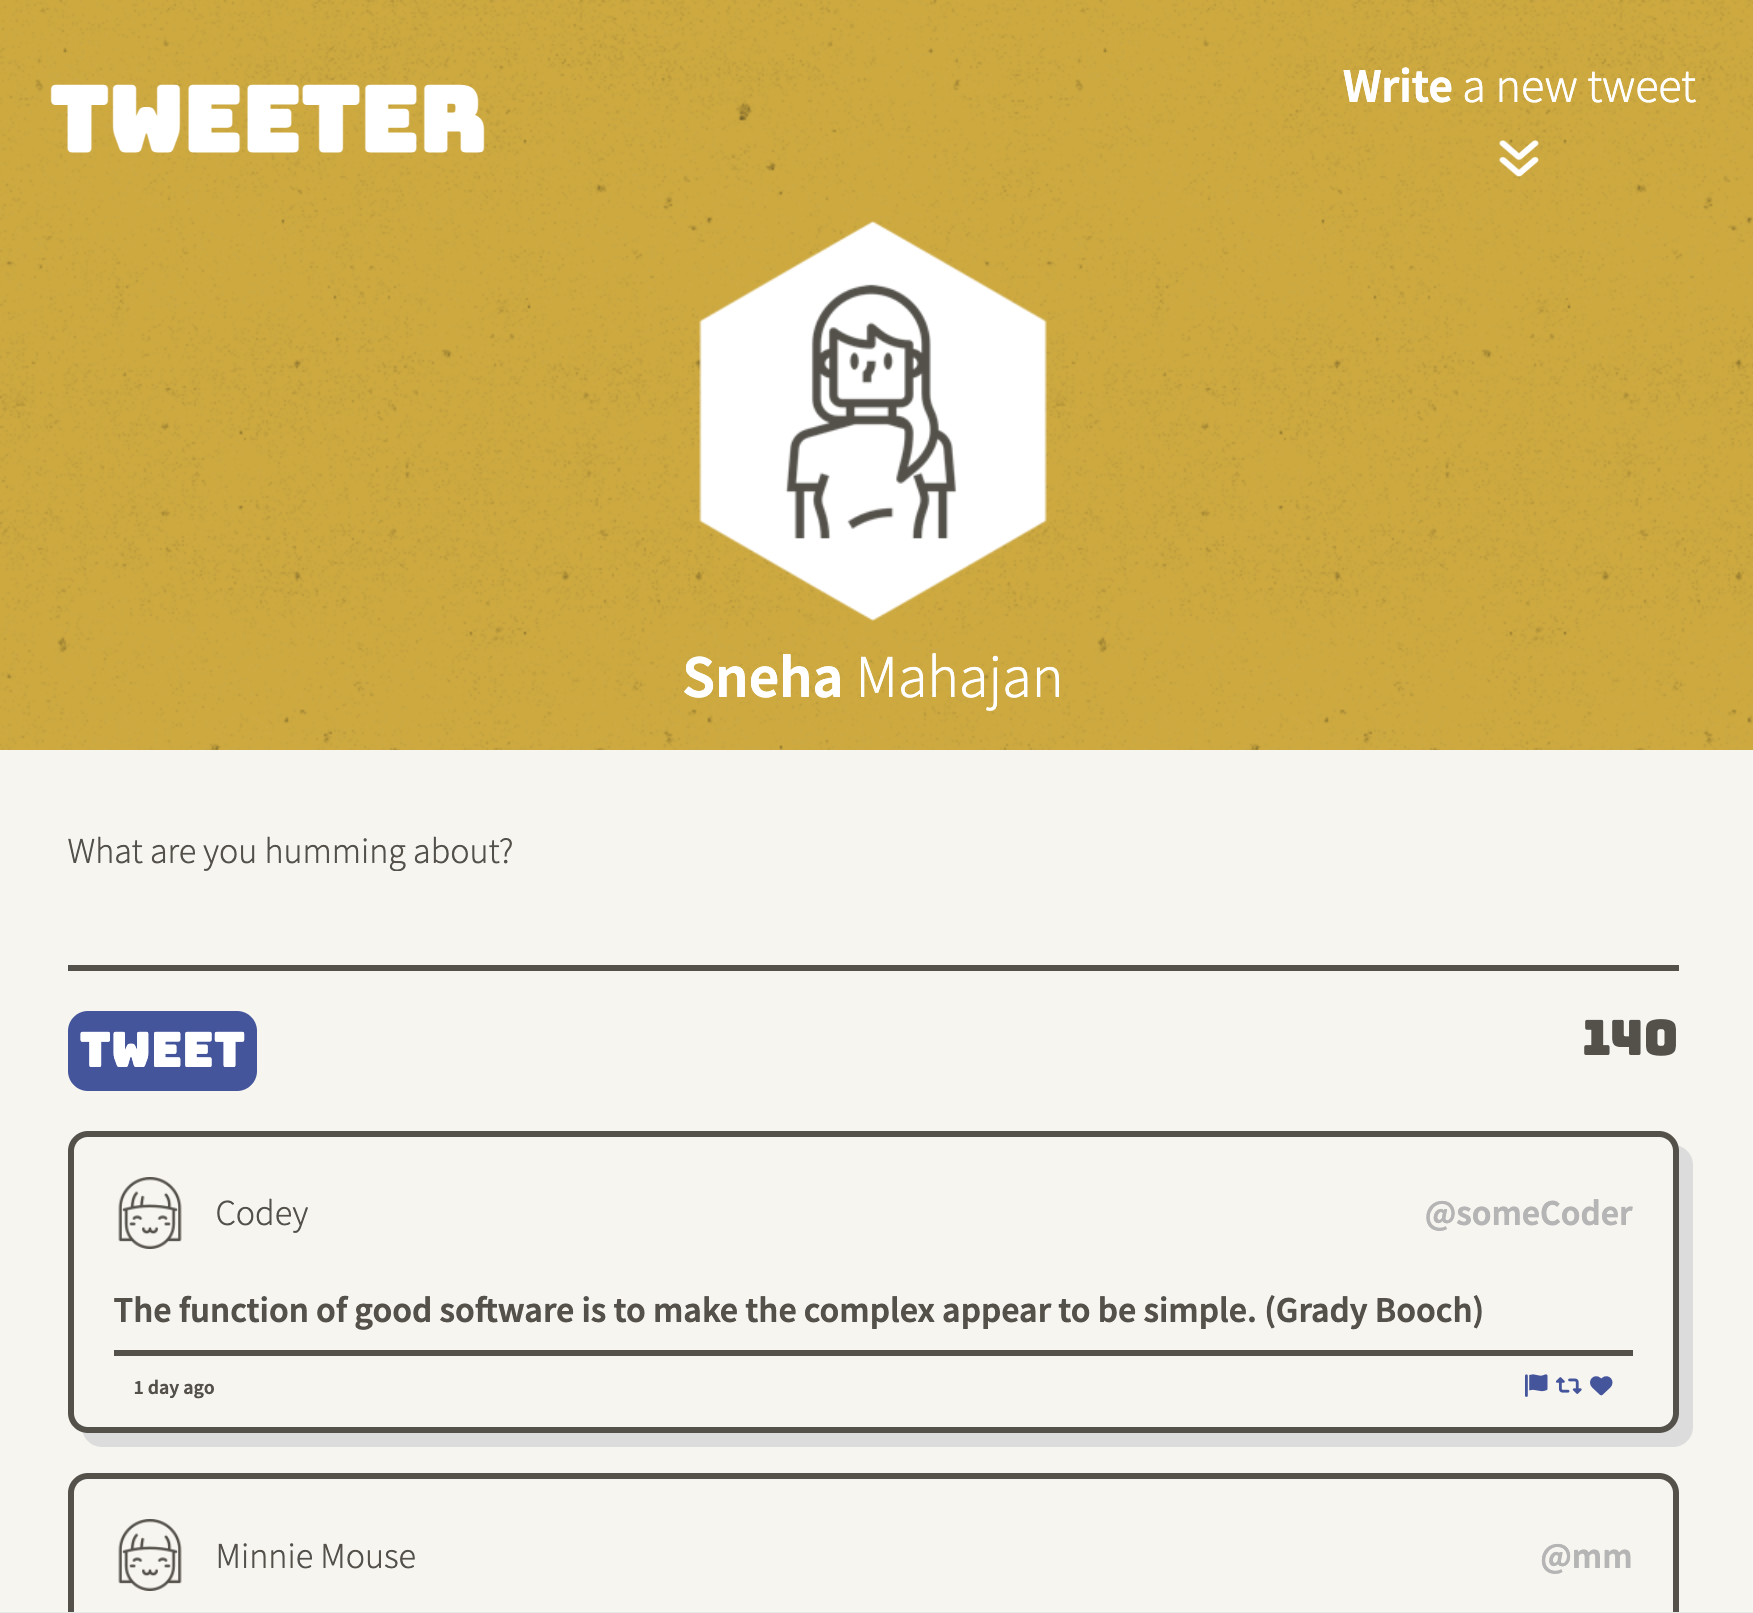 TWEETER
Write a new tweet
Sneha Mahajan
What are you humming about?
TWEET
140
Codey
@someCoder
The function of good software is to make the complex appear to be simple. (Grady Booch)
1 day ago
Minnie Mouse
@mm